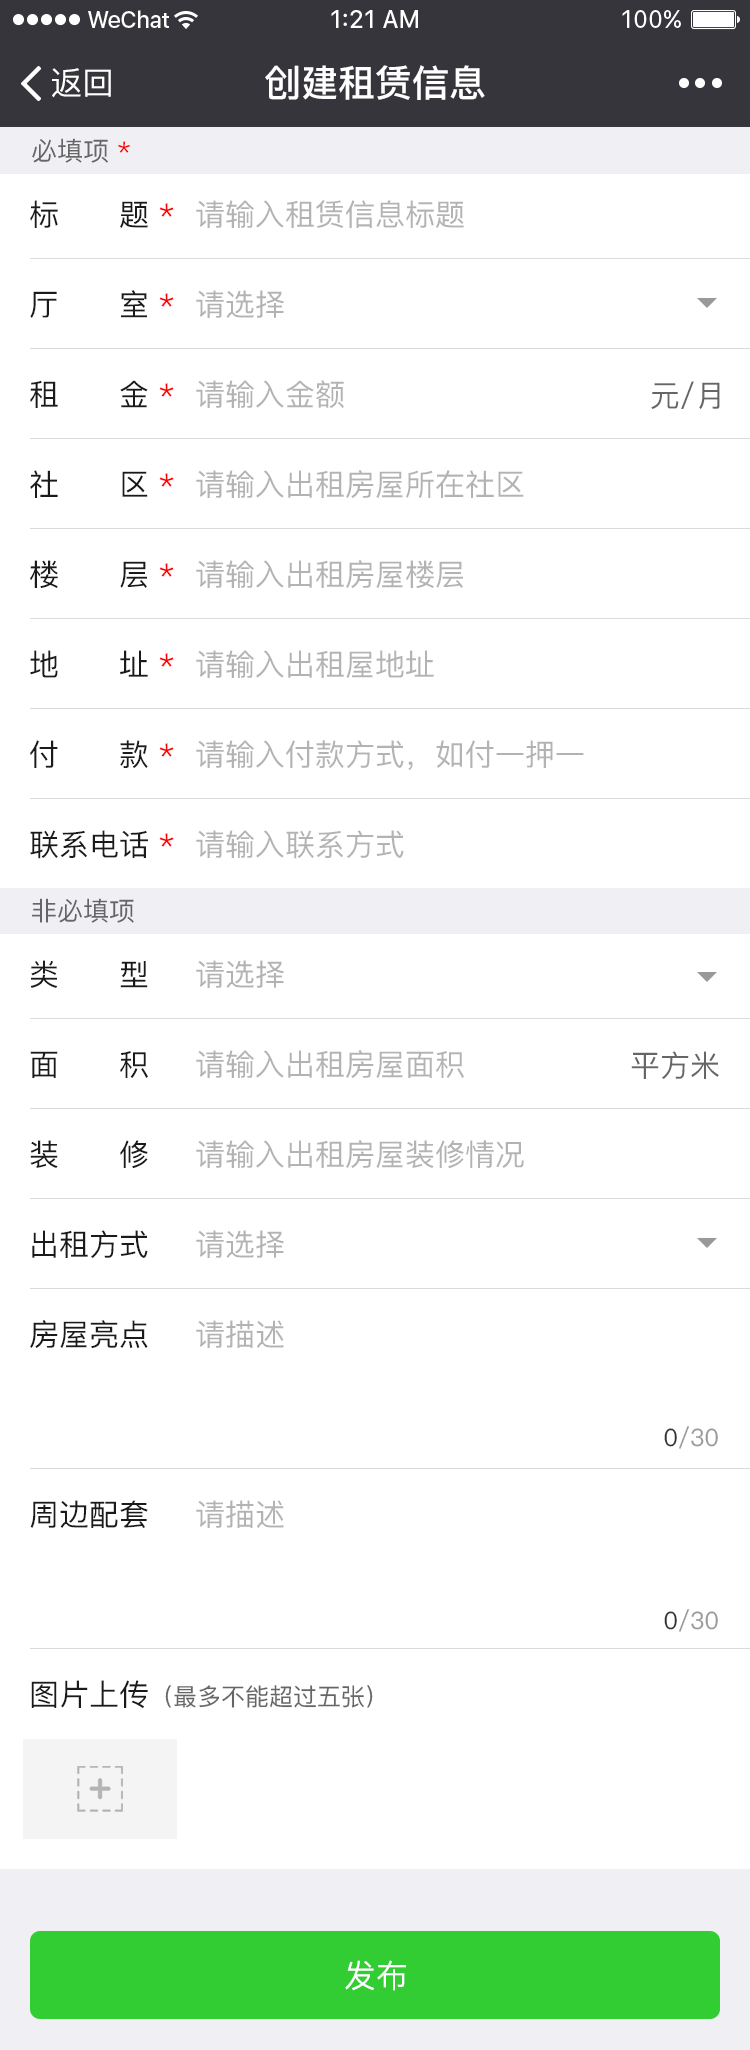 WeChat 1:21 AM 100%
返回 创建租赁信息
必填项 *
标题 * 请输入租赁信息标题
厅室 * 请选择
租金 * 请输入金额 元/月
社区 * 请输入出租房屋所在社区
楼层 * 请输入出租房屋楼层
地址 * 请输入出租屋地址
付款 * 请输入付款方式，如付一押一
联系电话 * 请输入联系方式
非必填项
类型 请选择
面积 请输入出租房屋面积 平方米
装修 请输入出租房屋装修情况
出租方式 请选择
房屋亮点 请描述
0/30
周边配套 请描述
0/30
图片上传（最多不能超过五张）
发布